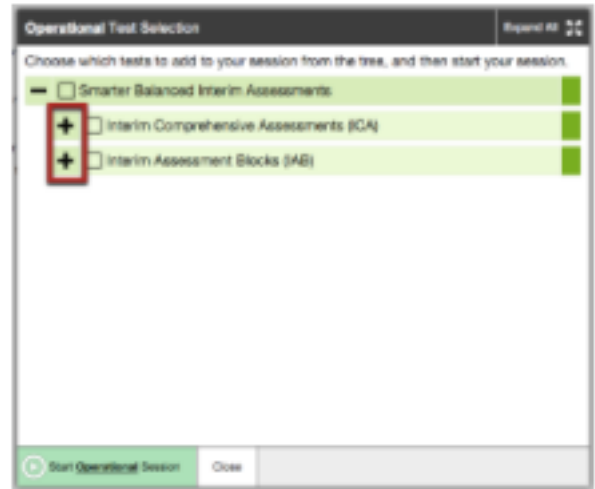 Operational Test Selection
Expand All
Choose which tests to add to your session from the tree, and then start your session.
Smarter Balanced Interim Assessments
Interim Comprehensive Assessments (ICA)
Interim Assessment Blocks (IAB)
Start Operational Session
Close